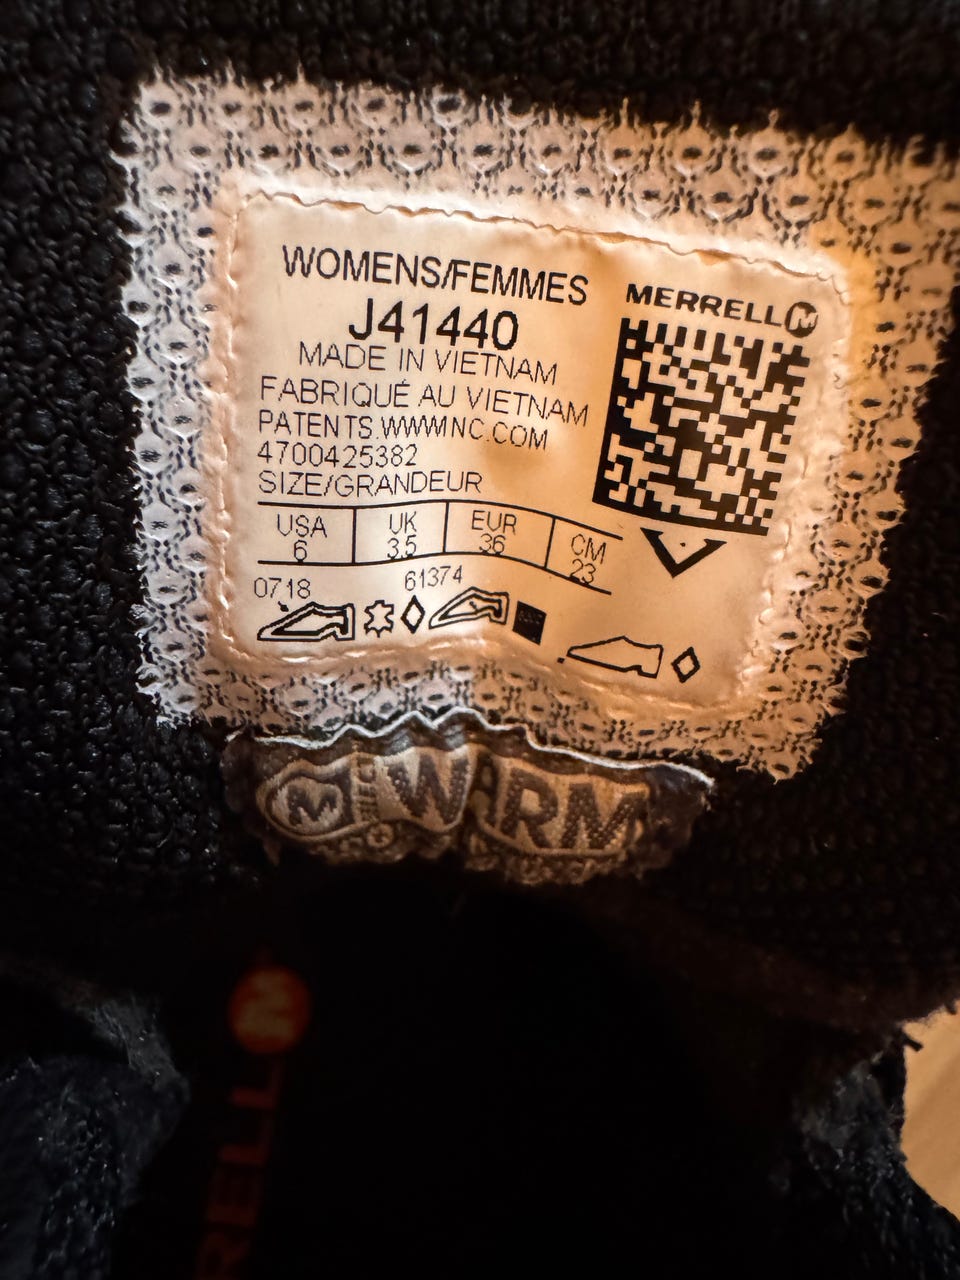 WOMENS/FEMMES
J41440
MADE IN VIETNAM
FABRIQUÉ AU VIETNAM
PATENTS.WWWNC.COM
4700425382
SIZE/GRANDEUR
USA UK EUR CM
6 3.5 36 23
0718 61374
MERRELL M
M WARM
M
RELL